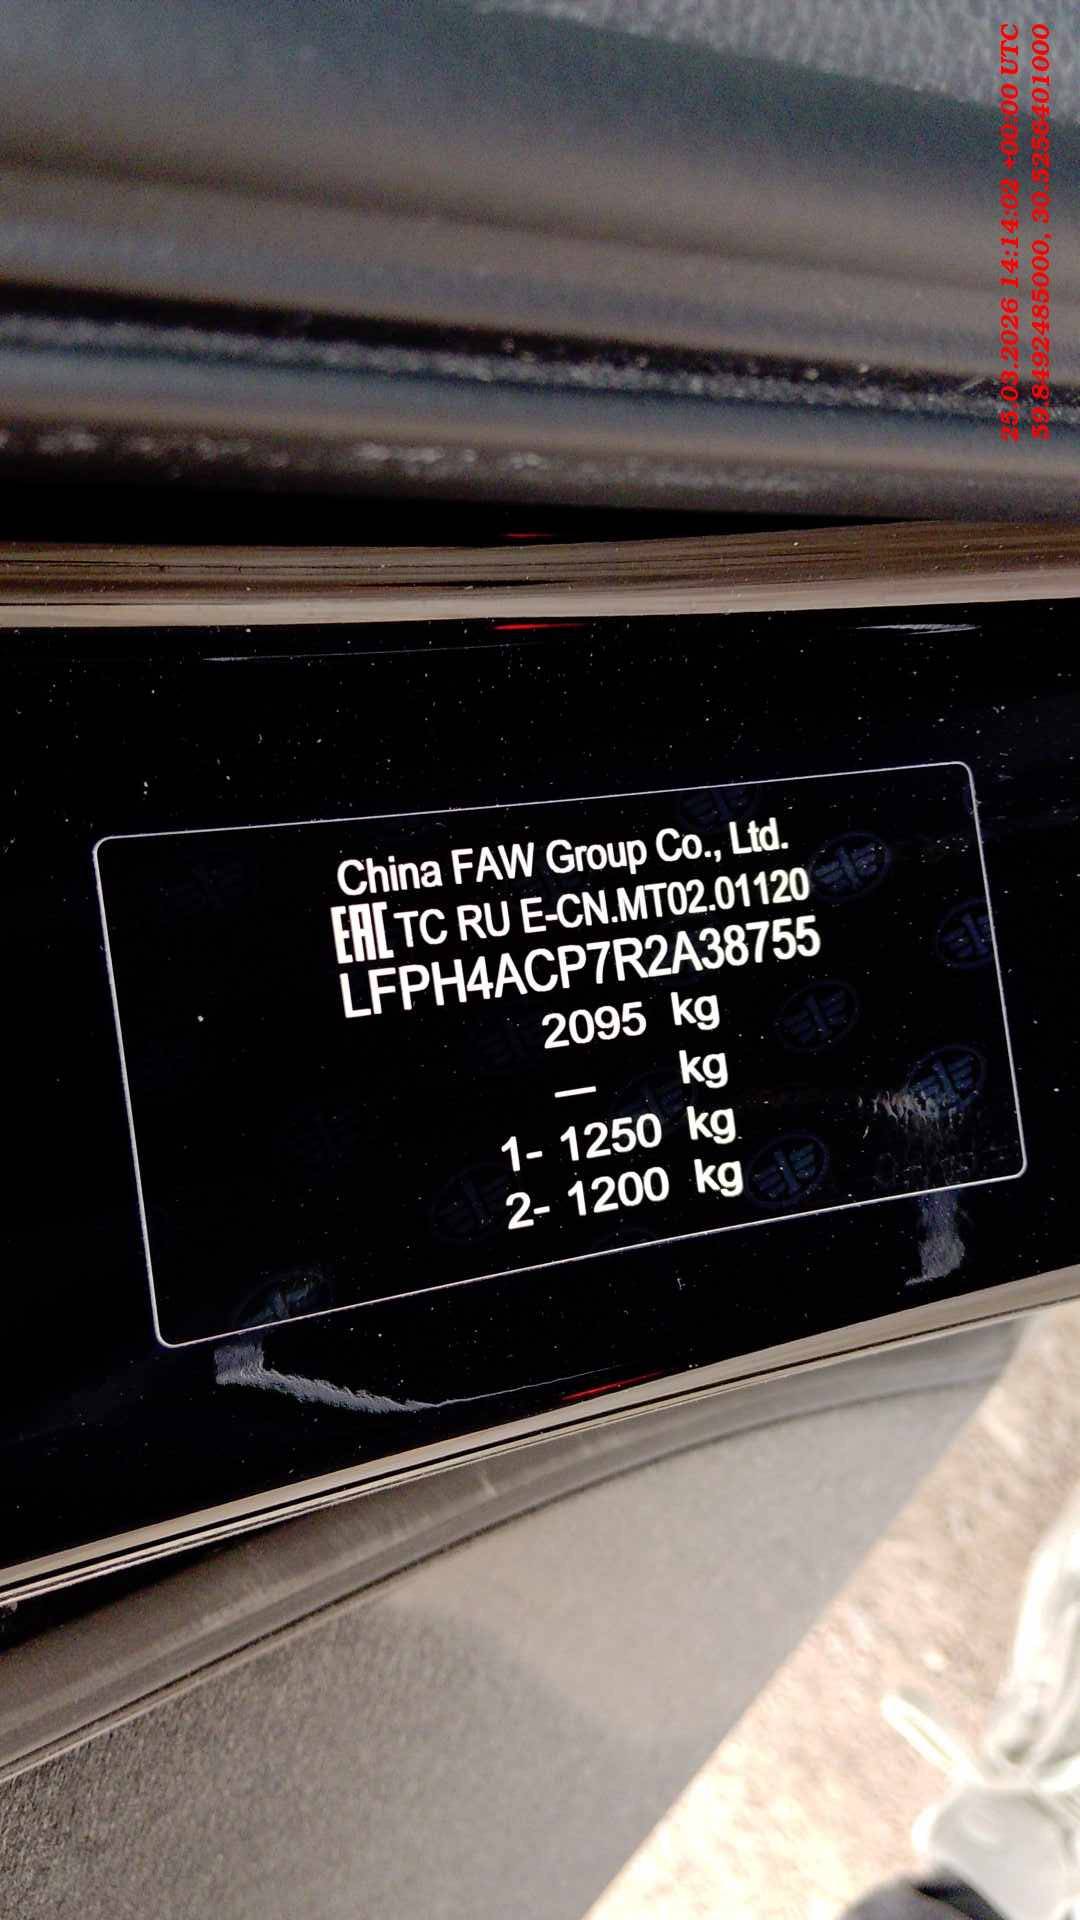 25.03.2026 14:14:02 +00:00 UTC
59.8492485000, 30.5256401000
China FAW Group Co., Ltd.
EAC TC RU E-CN.MT02.01120
LFPH4ACP7R2A38755
2095 kg
— kg
1- 1250 kg
2- 1200 kg